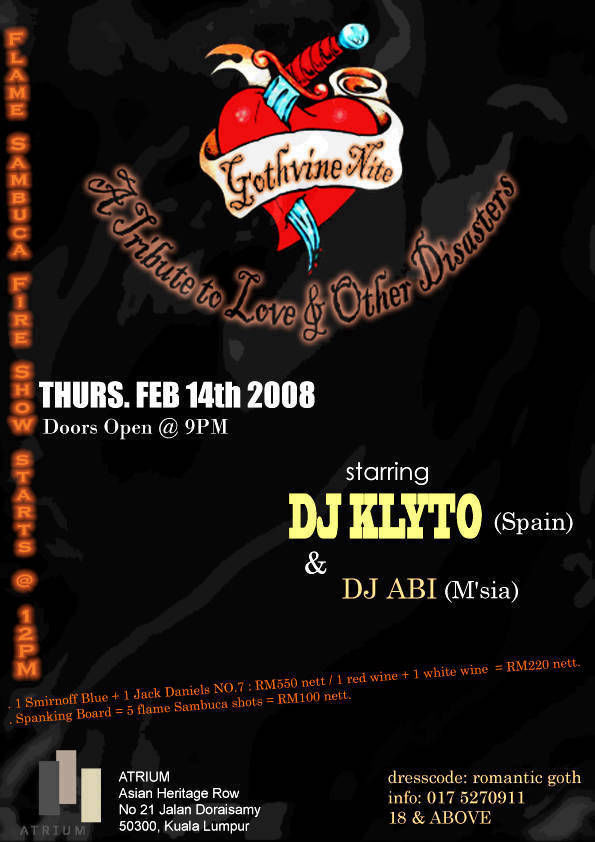 FLAME SAMBUCA FIRE SHOW STARTS @ 12PM
Gothvine Nite
A Tribute to Love & Other Disasters
THURS. FEB 14th 2008
Doors Open @ 9PM
starring
DJ KLYTO (Spain)
&
DJ ABI (M'sia)
. 1 Smirnoff Blue + 1 Jack Daniels NO.7 : RM550 nett / 1 red wine + 1 white wine = RM220 nett.
. Spanking Board = 5 flame Sambuca shots = RM100 nett.
ATRIUM
ATRIUM
Asian Heritage Row
No 21 Jalan Doraisamy
50300, Kuala Lumpur
dresscode: romantic goth
info: 017 5270911
18 & ABOVE